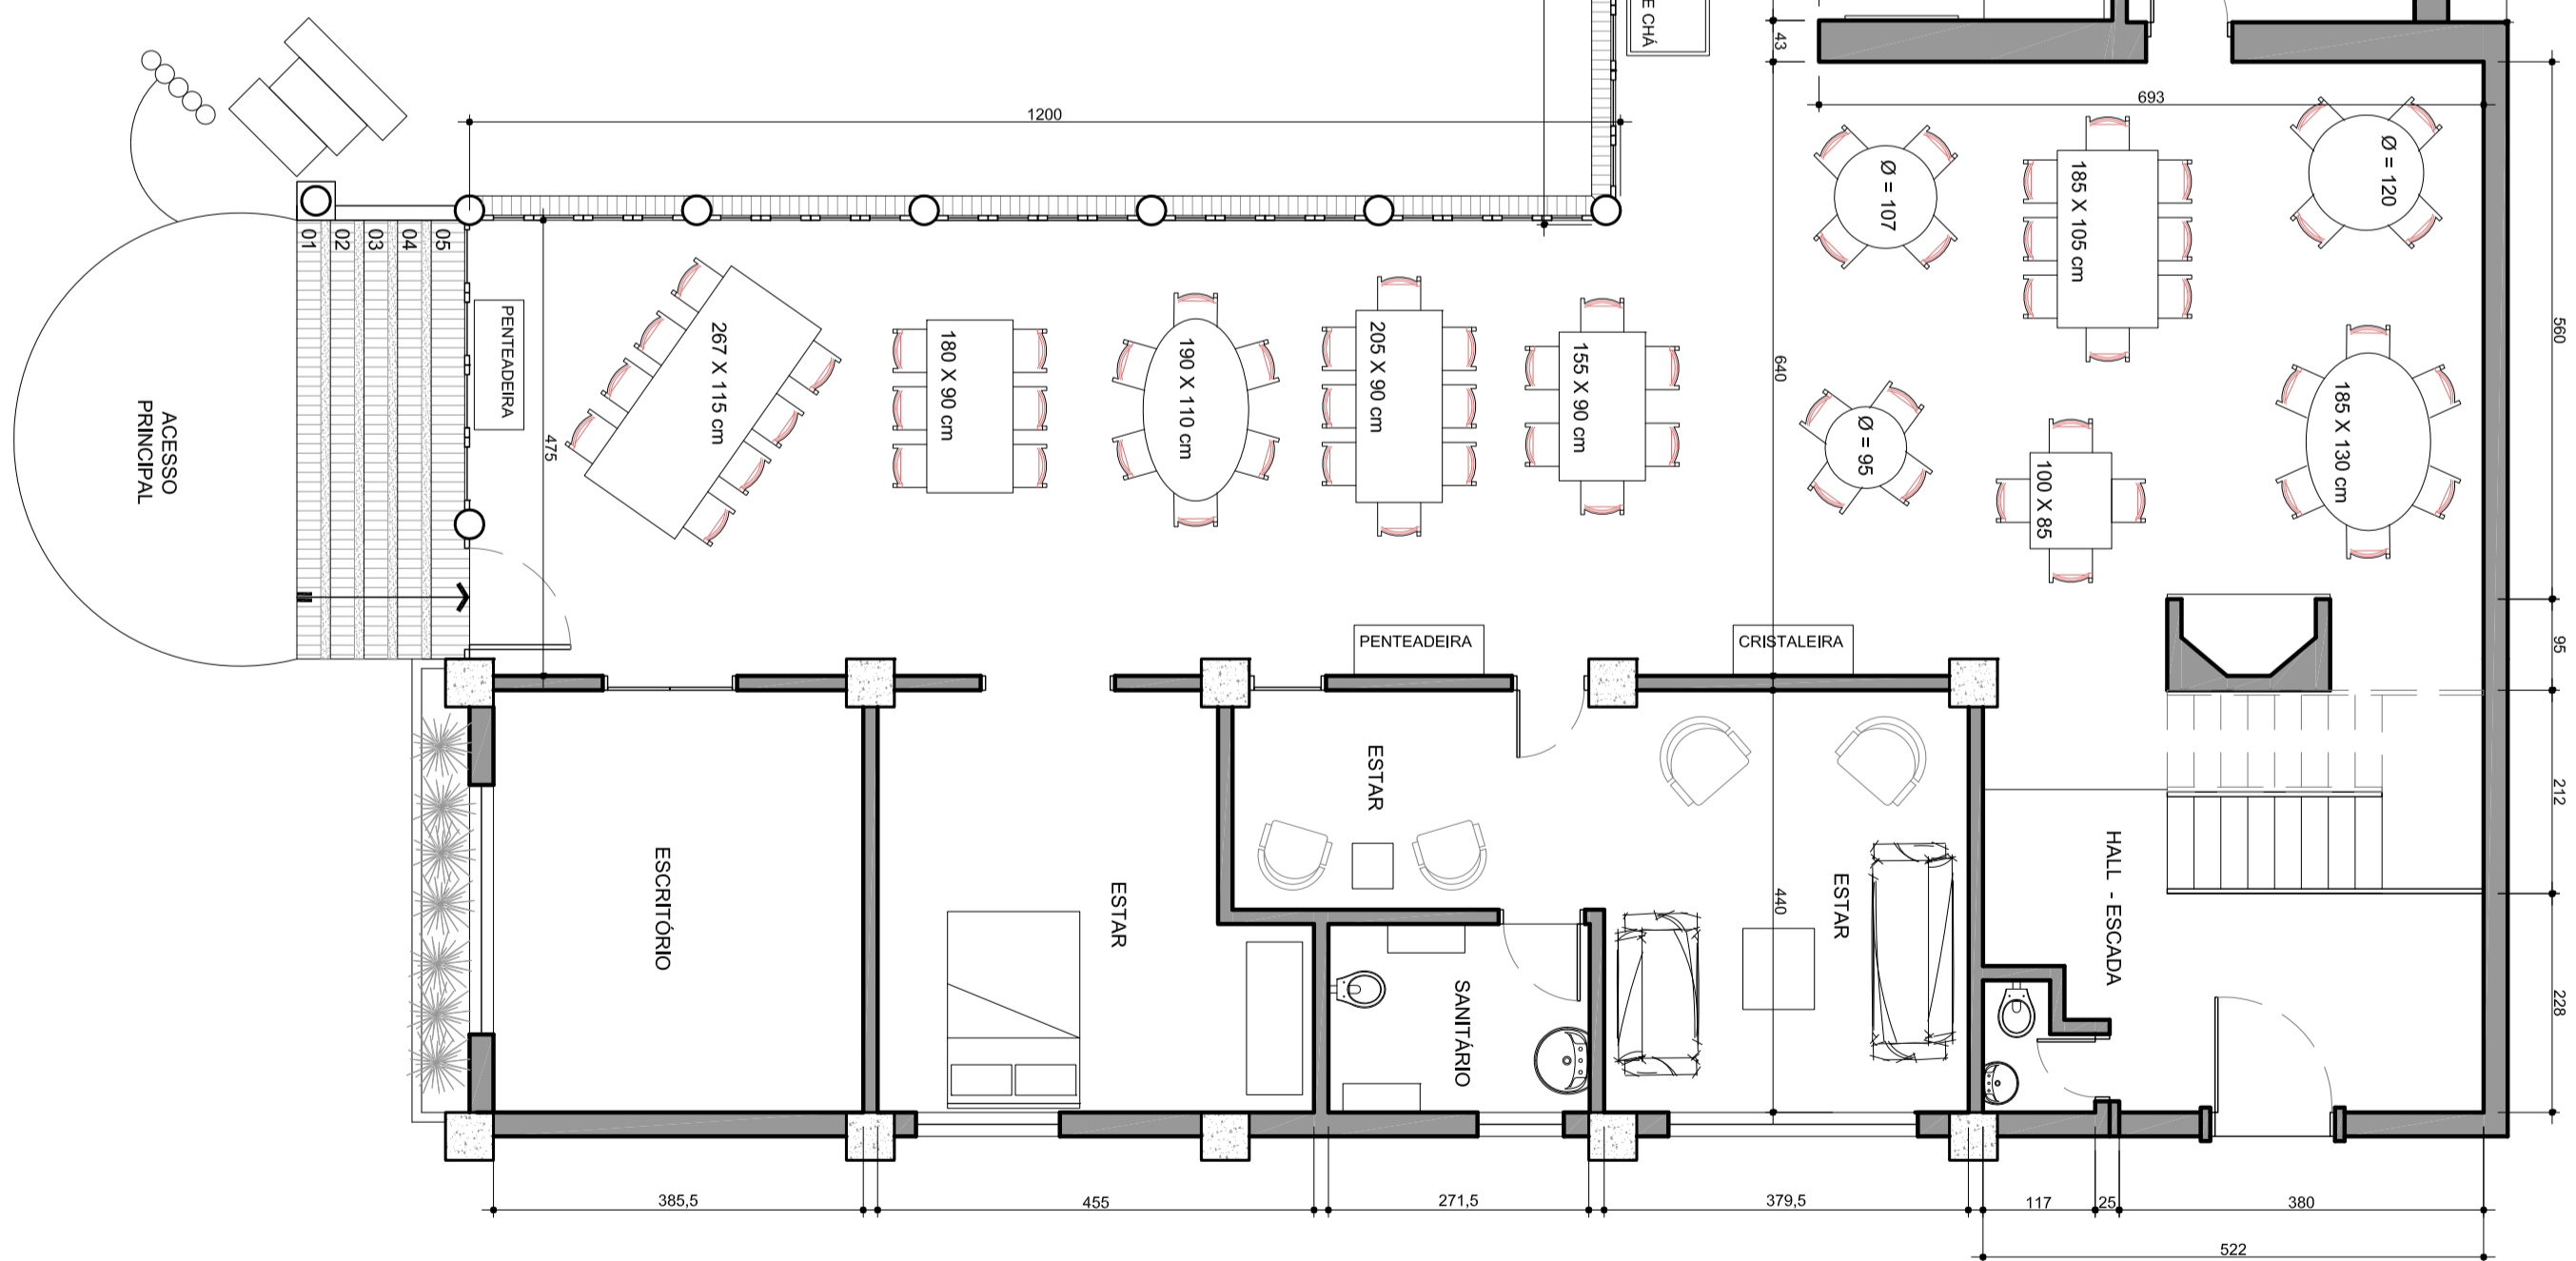 E CHÁ
43
693
1200
Ø = 107
185 X 105 cm
Ø = 120
01
02
03
04
05
PENTEADEIRA
267 X 115 cm
180 X 90 cm
190 X 110 cm
205 X 90 cm
155 X 90 cm
640
560
185 X 130 cm
Ø = 95
100 X 85
ACESSO
PRINCIPAL
475
PENTEADEIRA
CRISTALEIRA
95
ESTAR
212
ESCRITÓRIO
ESTAR
440
ESTAR
HALL - ESCADA
SANITÁRIO
228
385,5
455
271,5
379,5
117
25
380
522